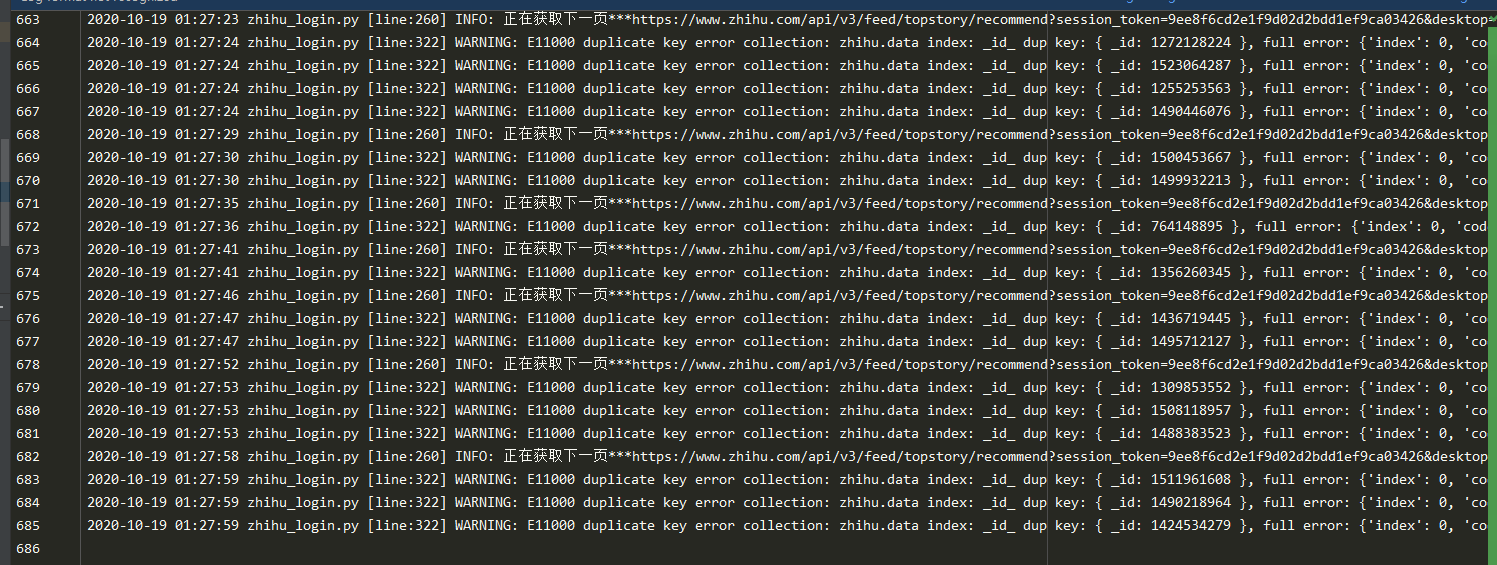 663 2020-10-19 01:27:23 zhihu_login.py [line:260] INFO: 正在获取下一页***https://www.zhihu.com/api/v3/feed/topstory/recommend?session_token=9ee8f6cd2e1f9d02d2bdd1ef9ca03426&desktop
664 2020-10-19 01:27:24 zhihu_login.py [line:322] WARNING: E11000 duplicate key error collection: zhihu.data index: _id_ dup key: { _id: 1272128224 }, full error: {'index': 0, 'co
665 2020-10-19 01:27:24 zhihu_login.py [line:322] WARNING: E11000 duplicate key error collection: zhihu.data index: _id_ dup key: { _id: 1523064287 }, full error: {'index': 0, 'co
666 2020-10-19 01:27:24 zhihu_login.py [line:322] WARNING: E11000 duplicate key error collection: zhihu.data index: _id_ dup key: { _id: 1255253563 }, full error: {'index': 0, 'co
667 2020-10-19 01:27:24 zhihu_login.py [line:322] WARNING: E11000 duplicate key error collection: zhihu.data index: _id_ dup key: { _id: 1490446076 }, full error: {'index': 0, 'co
668 2020-10-19 01:27:29 zhihu_login.py [line:260] INFO: 正在获取下一页***https://www.zhihu.com/api/v3/feed/topstory/recommend?session_token=9ee8f6cd2e1f9d02d2bdd1ef9ca03426&desktop
669 2020-10-19 01:27:30 zhihu_login.py [line:322] WARNING: E11000 duplicate key error collection: zhihu.data index: _id_ dup key: { _id: 1500453667 }, full error: {'index': 0, 'co
670 2020-10-19 01:27:30 zhihu_login.py [line:322] WARNING: E11000 duplicate key error collection: zhihu.data index: _id_ dup key: { _id: 1499932213 }, full error: {'index': 0, 'co
671 2020-10-19 01:27:35 zhihu_login.py [line:260] INFO: 正在获取下一页***https://www.zhihu.com/api/v3/feed/topstory/recommend?session_token=9ee8f6cd2e1f9d02d2bdd1ef9ca03426&desktop
672 2020-10-19 01:27:36 zhihu_login.py [line:322] WARNING: E11000 duplicate key error collection: zhihu.data index: _id_ dup key: { _id: 764148895 }, full error: {'index': 0, 'cod
673 2020-10-19 01:27:41 zhihu_login.py [line:260] INFO: 正在获取下一页***https://www.zhihu.com/api/v3/feed/topstory/recommend?session_token=9ee8f6cd2e1f9d02d2bdd1ef9ca03426&desktop
674 2020-10-19 01:27:41 zhihu_login.py [line:322] WARNING: E11000 duplicate key error collection: zhihu.data index: _id_ dup key: { _id: 1356260345 }, full error: {'index': 0, 'co
675 2020-10-19 01:27:46 zhihu_login.py [line:260] INFO: 正在获取下一页***https://www.zhihu.com/api/v3/feed/topstory/recommend?session_token=9ee8f6cd2e1f9d02d2bdd1ef9ca03426&desktop
676 2020-10-19 01:27:47 zhihu_login.py [line:322] WARNING: E11000 duplicate key error collection: zhihu.data index: _id_ dup key: { _id: 1436719445 }, full error: {'index': 0, 'co
677 2020-10-19 01:27:47 zhihu_login.py [line:322] WARNING: E11000 duplicate key error collection: zhihu.data index: _id_ dup key: { _id: 1495712127 }, full error: {'index': 0, 'co
678 2020-10-19 01:27:52 zhihu_login.py [line:260] INFO: 正在获取下一页***https://www.zhihu.com/api/v3/feed/topstory/recommend?session_token=9ee8f6cd2e1f9d02d2bdd1ef9ca03426&desktop
679 2020-10-19 01:27:53 zhihu_login.py [line:322] WARNING: E11000 duplicate key error collection: zhihu.data index: _id_ dup key: { _id: 1309853552 }, full error: {'index': 0, 'co
680 2020-10-19 01:27:53 zhihu_login.py [line:322] WARNING: E11000 duplicate key error collection: zhihu.data index: _id_ dup key: { _id: 1508118957 }, full error: {'index': 0, 'co
681 2020-10-19 01:27:53 zhihu_login.py [line:322] WARNING: E11000 duplicate key error collection: zhihu.data index: _id_ dup key: { _id: 1488383523 }, full error: {'index': 0, 'co
682 2020-10-19 01:27:58 zhihu_login.py [line:260] INFO: 正在获取下一页***https://www.zhihu.com/api/v3/feed/topstory/recommend?session_token=9ee8f6cd2e1f9d02d2bdd1ef9ca03426&desktop
683 2020-10-19 01:27:59 zhihu_login.py [line:322] WARNING: E11000 duplicate key error collection: zhihu.data index: _id_ dup key: { _id: 1511961608 }, full error: {'index': 0, 'co
684 2020-10-19 01:27:59 zhihu_login.py [line:322] WARNING: E11000 duplicate key error collection: zhihu.data index: _id_ dup key: { _id: 1490218964 }, full error: {'index': 0, 'co
685 2020-10-19 01:27:59 zhihu_login.py [line:322] WARNING: E11000 duplicate key error collection: zhihu.data index: _id_ dup key: { _id: 1424534279 }, full error: {'index': 0, 'co
686